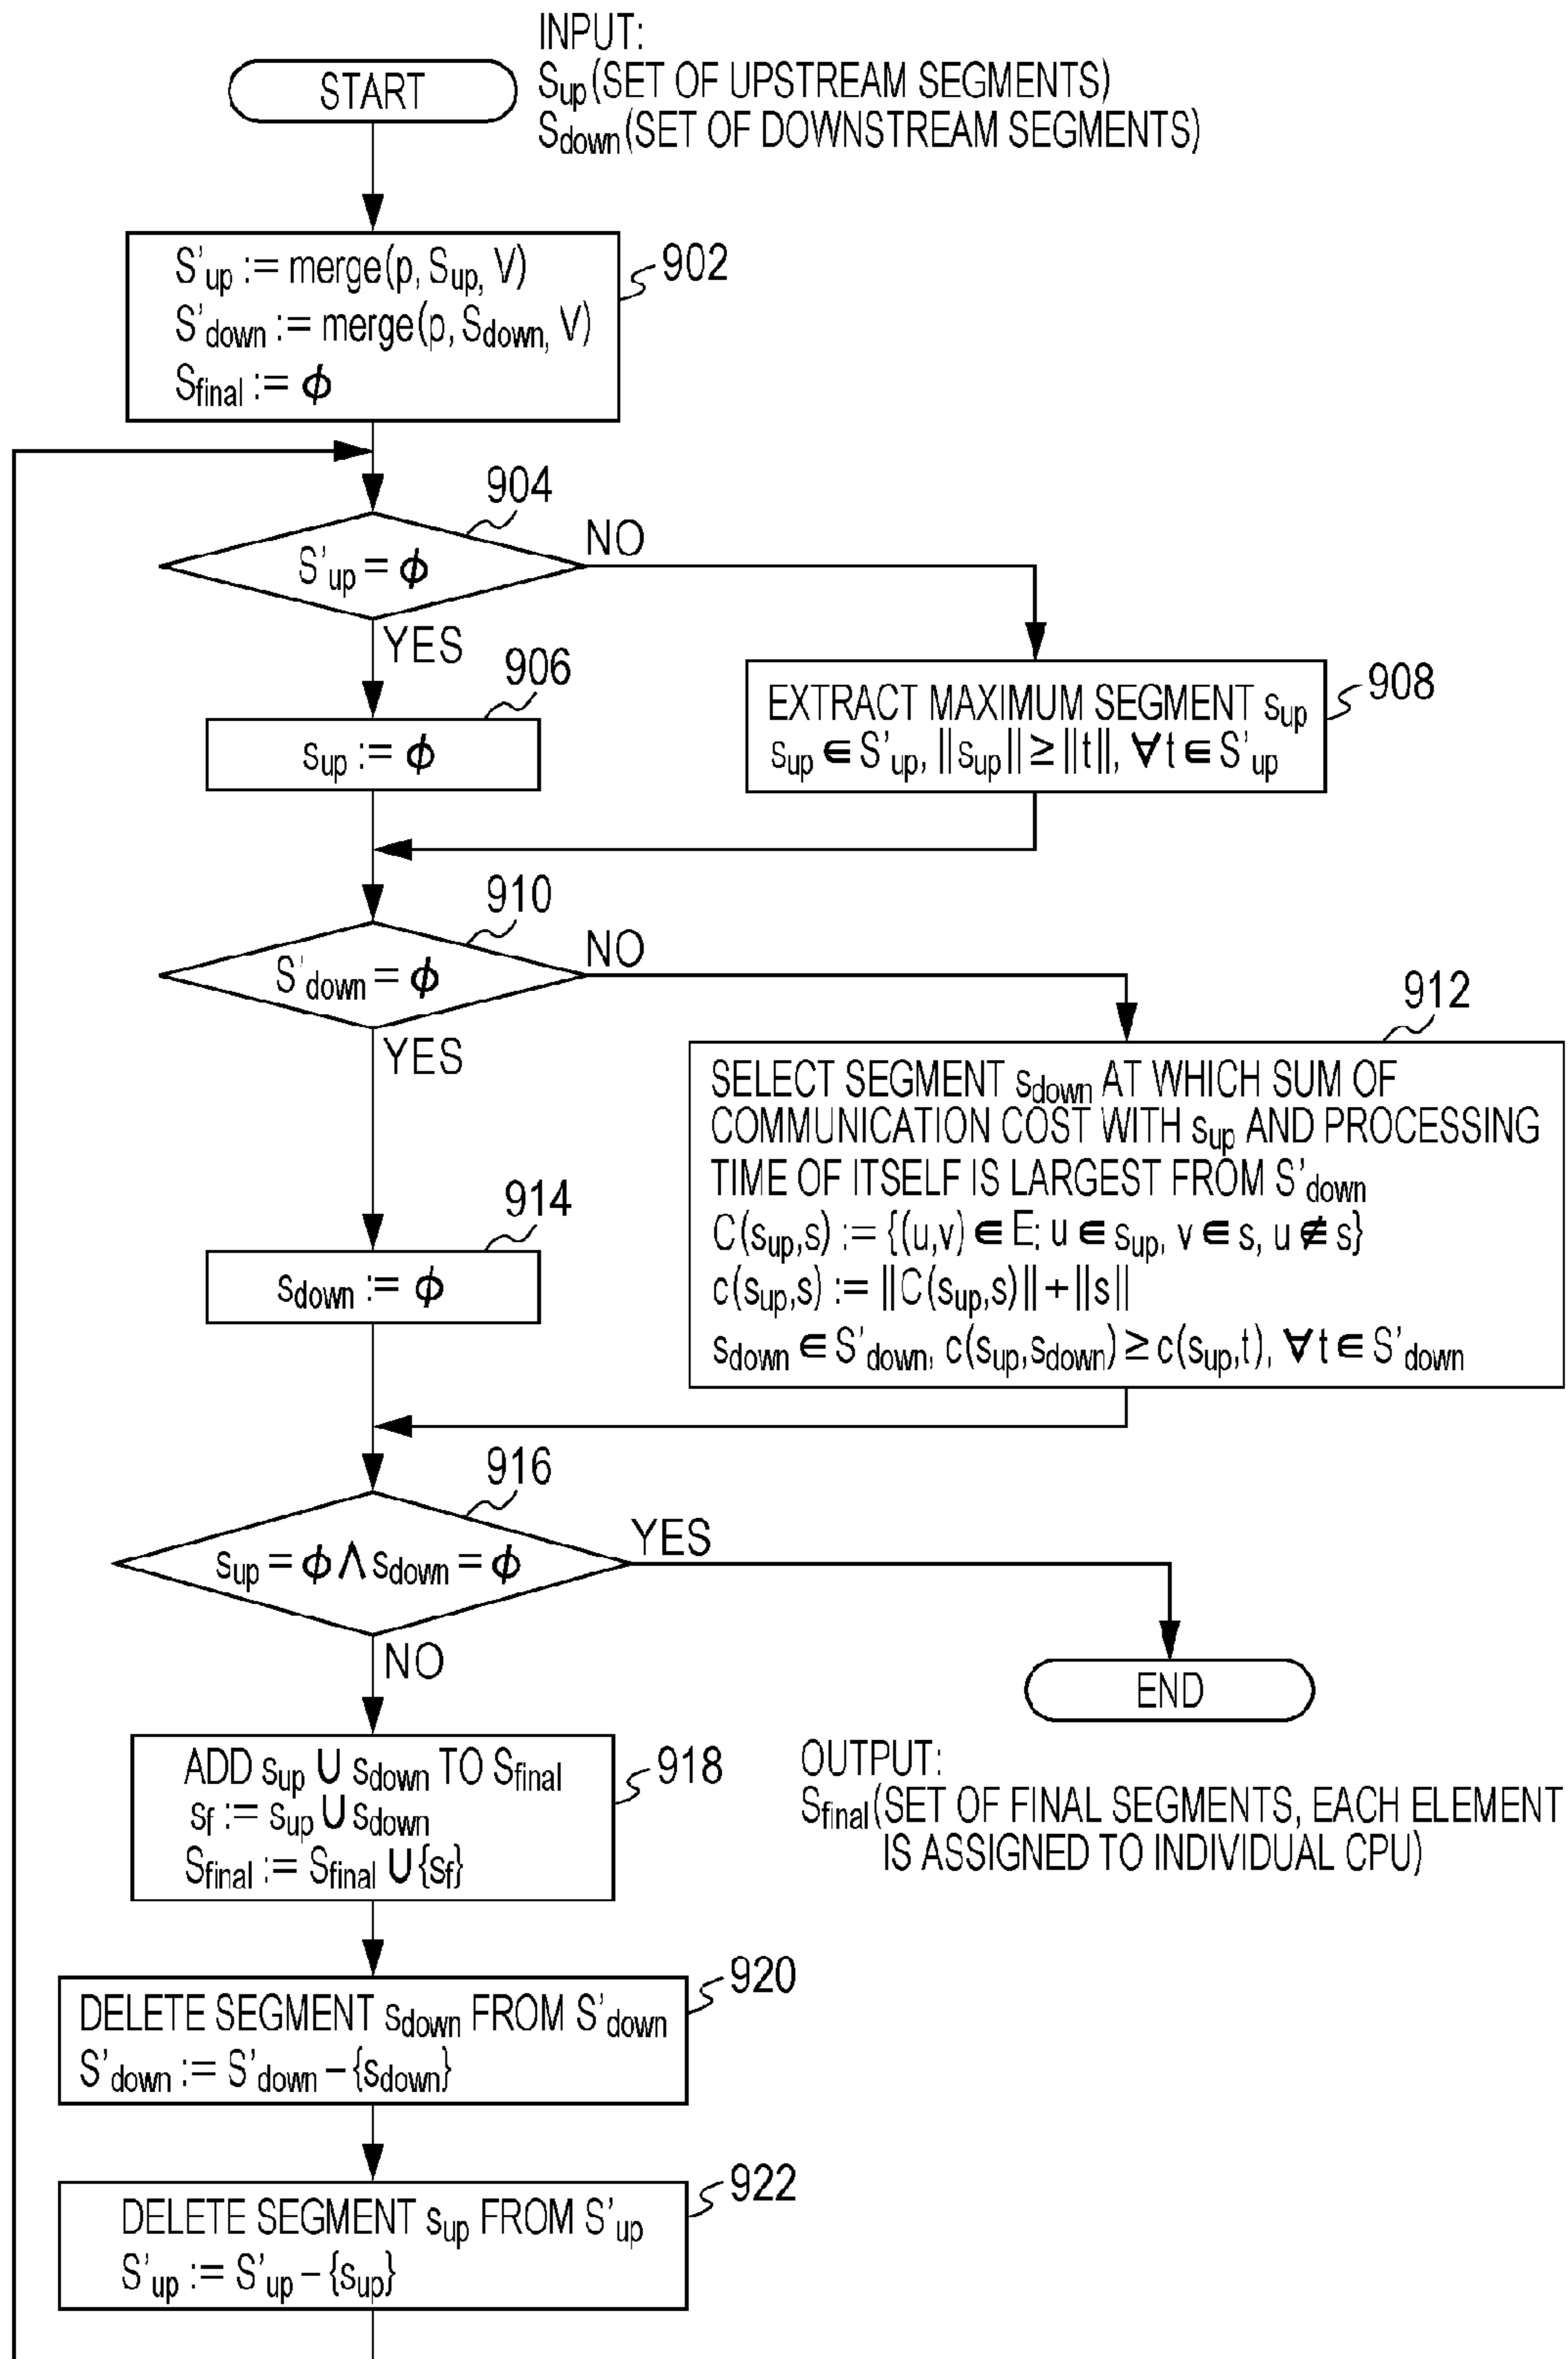 INPUT:
START
Sup (SET OF UPSTREAM SEGMENTS)
Sdown (SET OF DOWNSTREAM SEGMENTS)
S'up := merge(p, Sup, V)
S'down := merge(p, Sdown, V)
Sfinal := ϕ
902
904
S'up = ϕ
NO
YES
906
sup := ϕ
908
EXTRACT MAXIMUM SEGMENT sup
sup ∈ S'up, ||sup|| ≥ ||t||, ∀t ∈ S'up
910
S'down = ϕ
NO
YES
912
SELECT SEGMENT sdown AT WHICH SUM OF
COMMUNICATION COST WITH sup AND PROCESSING
TIME OF ITSELF IS LARGEST FROM S'down
C(sup,s) := {(u,v) ∈ E; u ∈ sup, v ∈ s, u ∉ s}
c(sup,s) := ||C(sup,s)|| + ||s||
sdown ∈ S'down, c(sup,sdown) ≥ c(sup,t), ∀t ∈ S'down
914
sdown := ϕ
916
sup = ϕ ∧ sdown = ϕ
YES
NO
END
ADD sup ∪ sdown TO Sfinal
sf := sup ∪ sdown
Sfinal := Sfinal ∪ {sf}
918
OUTPUT:
Sfinal (SET OF FINAL SEGMENTS, EACH ELEMENT
IS ASSIGNED TO INDIVIDUAL CPU)
920
DELETE SEGMENT sdown FROM S'down
S'down := S'down − {sdown}
922
DELETE SEGMENT sup FROM S'up
S'up := S'up − {sup}